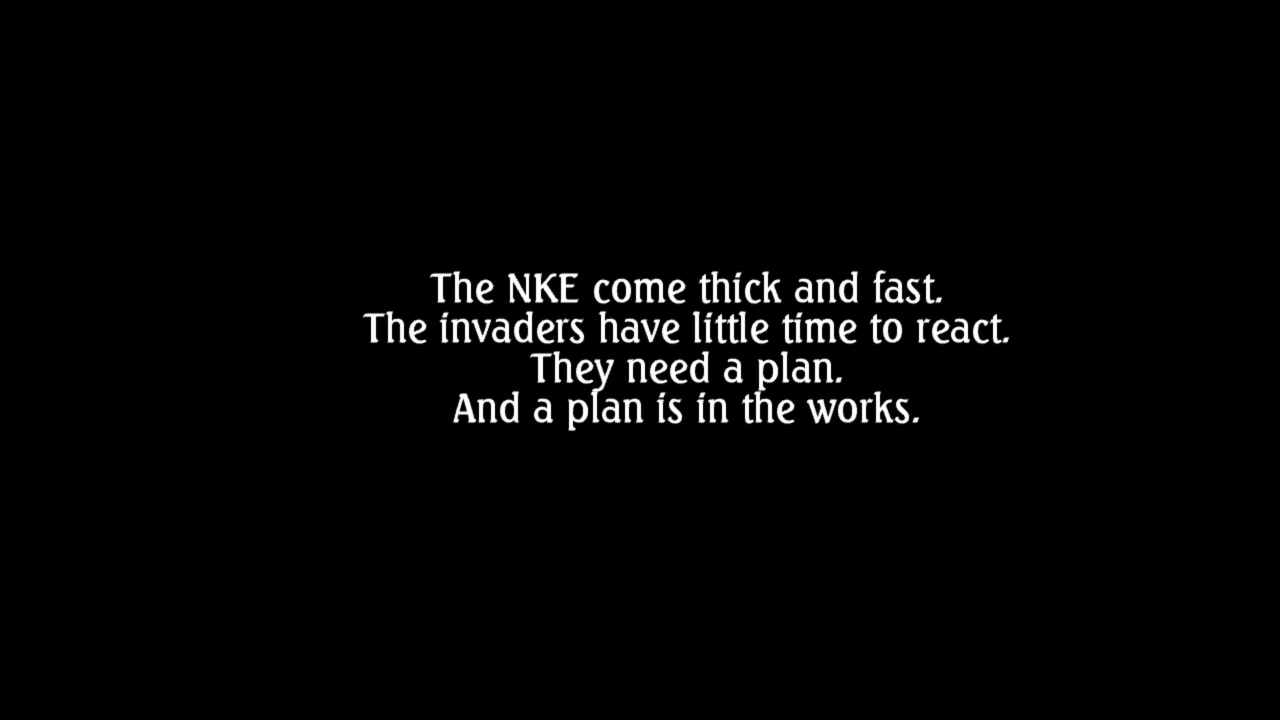 The NKE come thick and fast.
The invaders have little time to react.
They need a plan.
And a plan is in the works.